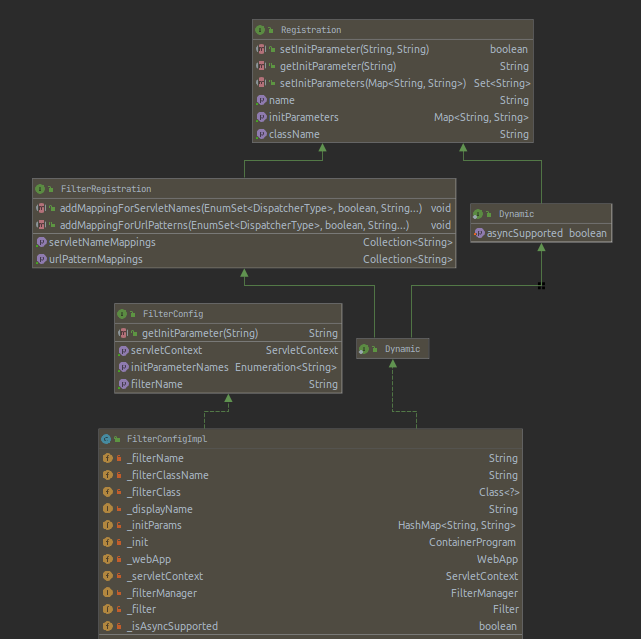 Registration
setInitParameter(String, String) boolean
getInitParameter(String) String
setInitParameters(Map<String, String>) Set<String>
name String
initParameters Map<String, String>
className String
FilterRegistration
addMappingForServletNames(EnumSet<DispatcherType>, boolean, String...) void
addMappingForUrlPatterns(EnumSet<DispatcherType>, boolean, String...) void
servletNameMappings Collection<String>
urlPatternMappings Collection<String>
Dynamic
asyncSupported boolean
FilterConfig
getInitParameter(String) String
servletContext ServletContext
initParameterNames Enumeration<String>
filterName String
Dynamic
FilterConfigImpl
_filterName String
_filterClassName String
_filterClass Class<?>
_displayName String
_initParams HashMap<String, String>
_init ContainerProgram
_webApp WebApp
_servletContext ServletContext
_filterManager FilterManager
_filter Filter
_isAsyncSupported boolean